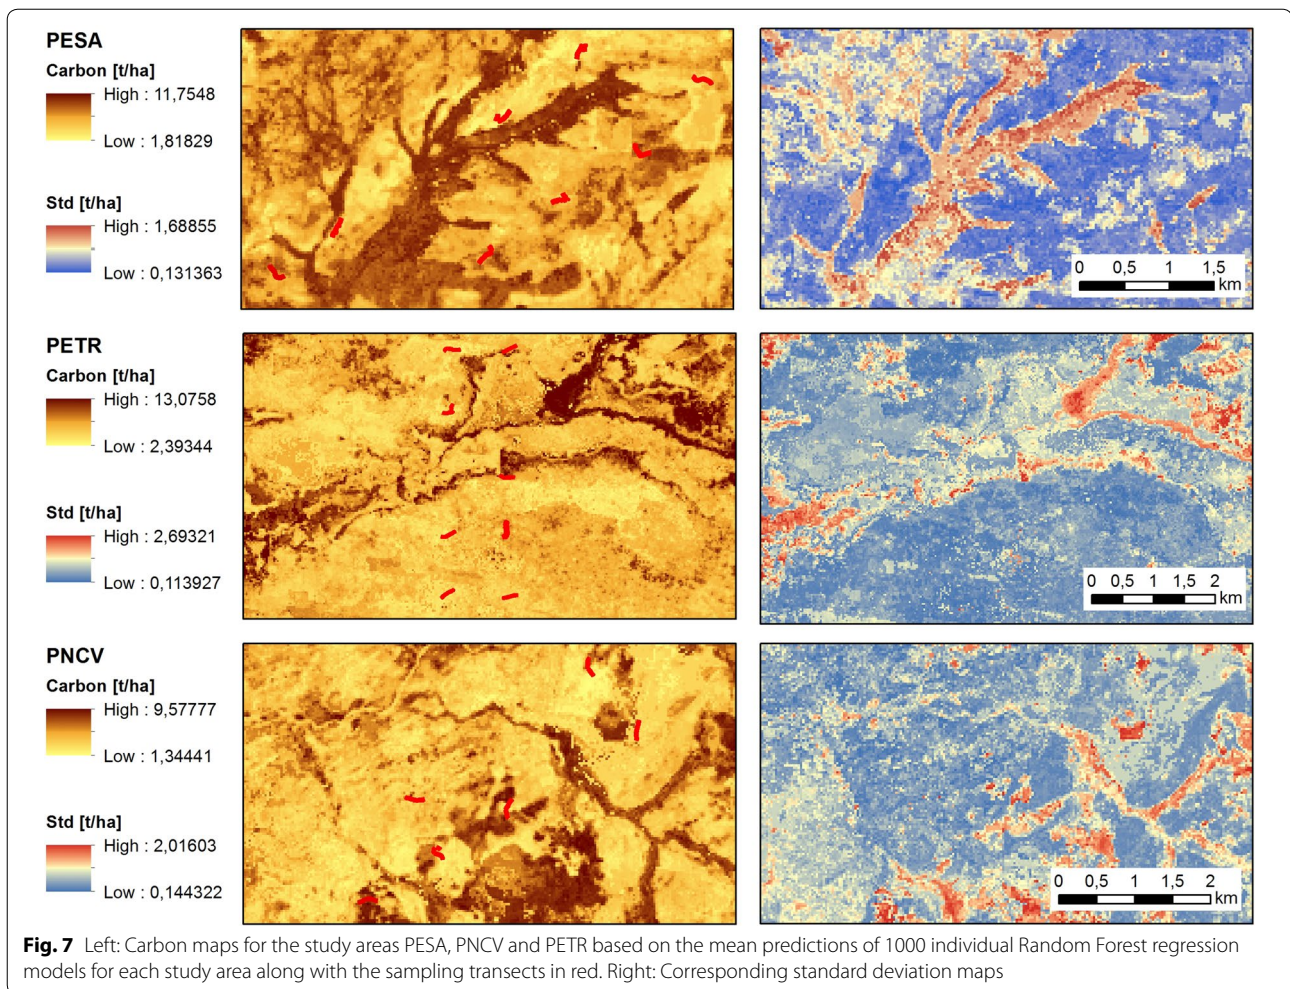 PESA
Carbon [t/ha]
High : 11,7548
Low : 1,81829
Std [t/ha]
High : 1,68855
Low : 0,131363
0 0,5 1 1,5
km
PETR
Carbon [t/ha]
High : 13,0758
Low : 2,39344
Std [t/ha]
High : 2,69321
Low : 0,113927
0 0,5 1 1,5 2
km
PNCV
Carbon [t/ha]
High : 9,57777
Low : 1,34441
Std [t/ha]
High : 2,01603
Low : 0,144322
0 0,5 1 1,5 2
km
Fig. 7 Left: Carbon maps for the study areas PESA, PNCV and PETR based on the mean predictions of 1000 individual Random Forest regression
models for each study area along with the sampling transects in red. Right: Corresponding standard deviation maps